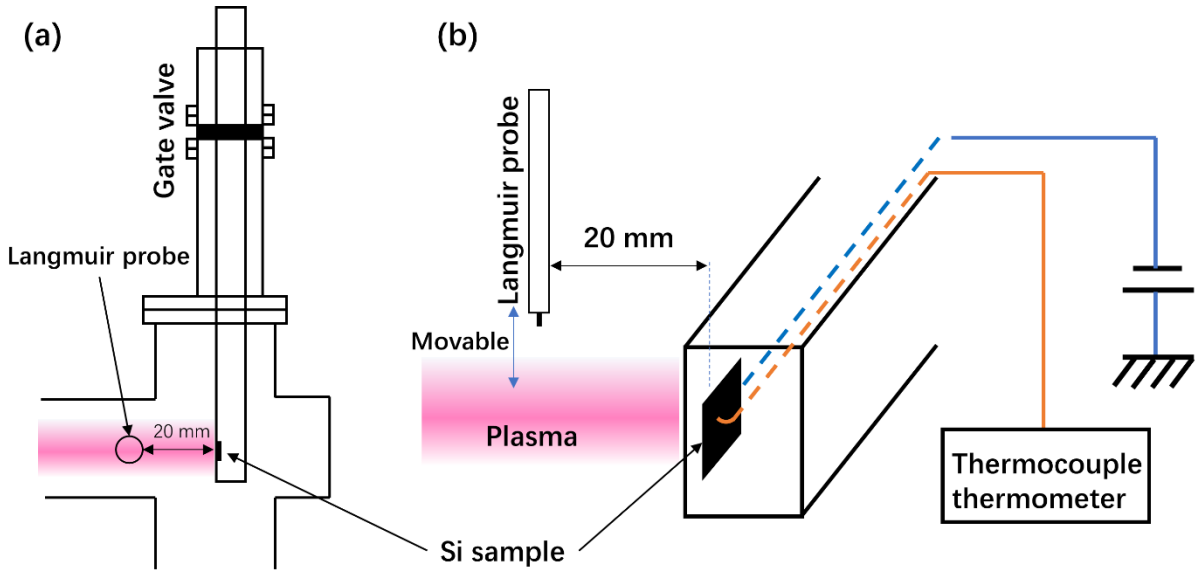 (a)
Gate valve
Langmuir probe
20 mm
(b)
Langmuir probe
20 mm
Movable
Plasma
Thermocouple
thermometer
Si sample